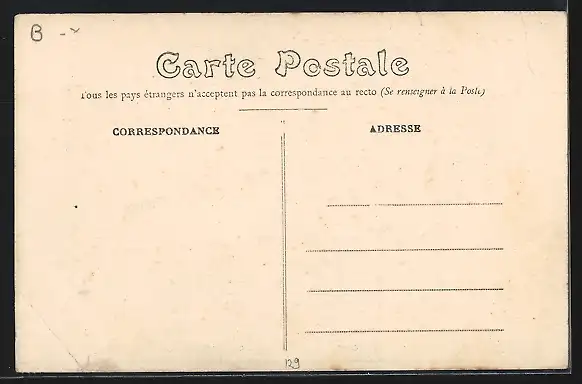 B -x
Carte Postale
Tous les pays étrangers n'acceptent pas la correspondance au recto (Se renseigner à la Poste)
CORRESPONDANCE
ADRESSE
129